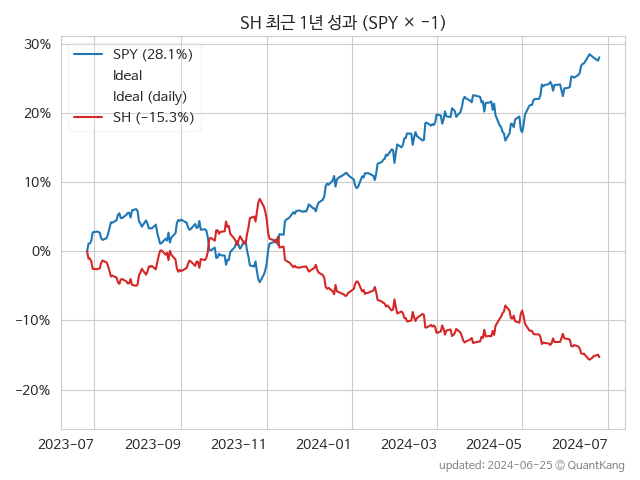 SH 최근 1년 성과 (SPY × −1)
30%
20%
10%
0%
−10%
−20%
SPY (28.1%)
Ideal
Ideal (daily)
SH (−15.3%)
2023-07 2023-09 2023-11 2024-01 2024-03 2024-05 2024-07
updated: 2024-06-25 ⓒ QuantKang